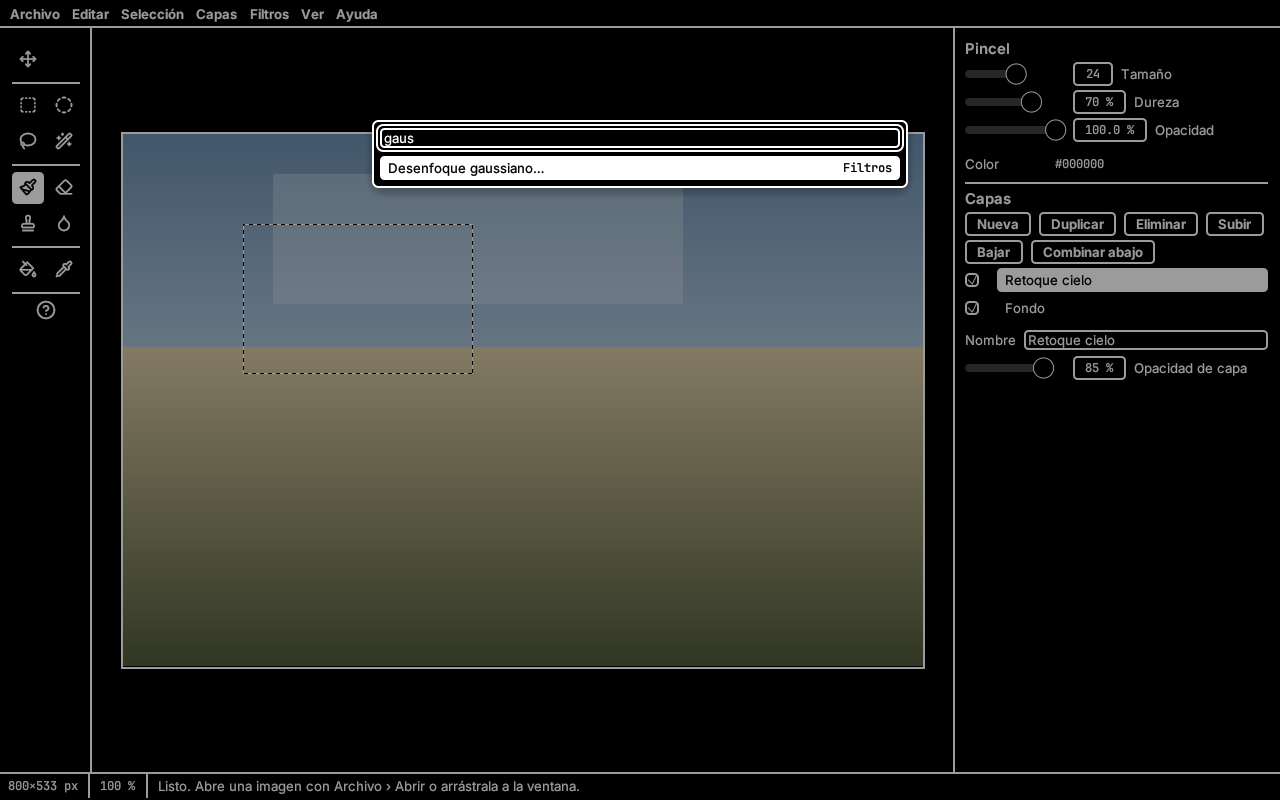 Archivo Editar Selección Capas Filtros Ver Ayuda
gaus
Desenfoque gaussiano... Filtros
Pincel
24 Tamaño
70 % Dureza
100.0 % Opacidad
Color #000000
Capas
Nueva Duplicar Eliminar Subir
Bajar Combinar abajo
Retoque cielo
Fondo
Nombre Retoque cielo
85 % Opacidad de capa
800×533 px 100 % Listo. Abre una imagen con Archivo › Abrir o arrástrala a la ventana.